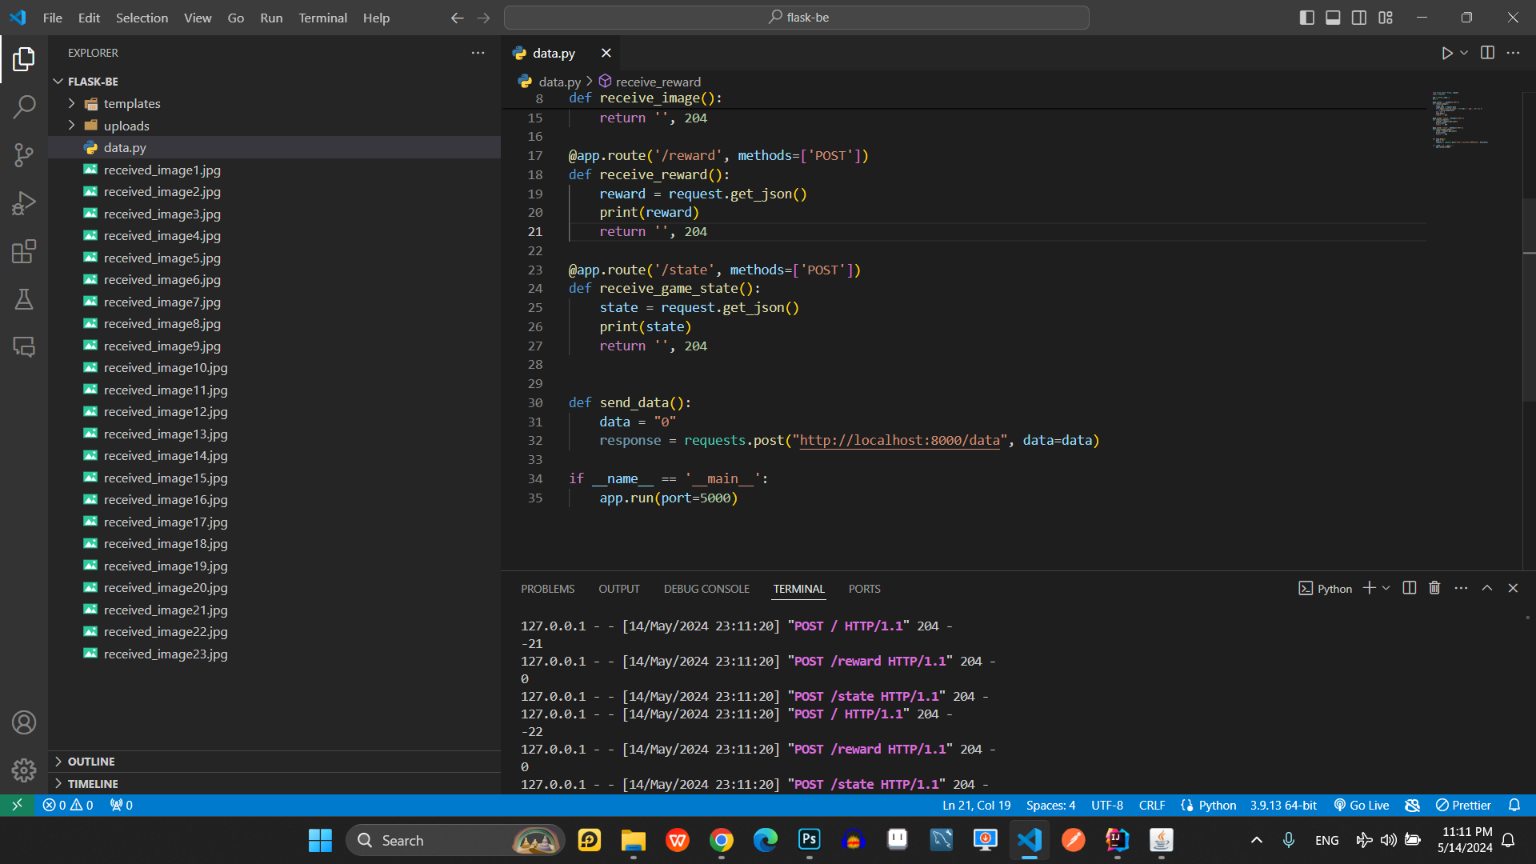 File Edit Selection View Go Run Terminal Help
flask-be
EXPLORER
FLASK-BE
templates
uploads
data.py
received_image1.jpg
received_image2.jpg
received_image3.jpg
received_image4.jpg
received_image5.jpg
received_image6.jpg
received_image7.jpg
received_image8.jpg
received_image9.jpg
received_image10.jpg
received_image11.jpg
received_image12.jpg
received_image13.jpg
received_image14.jpg
received_image15.jpg
received_image16.jpg
received_image17.jpg
received_image18.jpg
received_image19.jpg
received_image20.jpg
received_image21.jpg
received_image22.jpg
received_image23.jpg
OUTLINE
TIMELINE
data.py
data.py > receive_reward
8 def receive_image():
15 return '', 204
16
17 @app.route('/reward', methods=['POST'])
18 def receive_reward():
19 reward = request.get_json()
20 print(reward)
21 return '', 204
22
23 @app.route('/state', methods=['POST'])
24 def receive_game_state():
25 state = request.get_json()
26 print(state)
27 return '', 204
28
29
30 def send_data():
31 data = "0"
32 response = requests.post("http://localhost:8000/data", data=data)
33
34 if __name__ == '__main__':
35 app.run(port=5000)
PROBLEMS OUTPUT DEBUG CONSOLE TERMINAL PORTS
Python
127.0.0.1 - - [14/May/2024 23:11:20] "POST / HTTP/1.1" 204 -
-21
127.0.0.1 - - [14/May/2024 23:11:20] "POST /reward HTTP/1.1" 204 -
0
127.0.0.1 - - [14/May/2024 23:11:20] "POST /state HTTP/1.1" 204 -
127.0.0.1 - - [14/May/2024 23:11:20] "POST / HTTP/1.1" 204 -
-22
127.0.0.1 - - [14/May/2024 23:11:20] "POST /reward HTTP/1.1" 204 -
0
127.0.0.1 - - [14/May/2024 23:11:20] "POST /state HTTP/1.1" 204 -
0 0 0
Ln 21, Col 19 Spaces: 4 UTF-8 CRLF Python 3.9.13 64-bit Go Live Prettier
Search
Ps
ENG
11:11 PM
5/14/2024